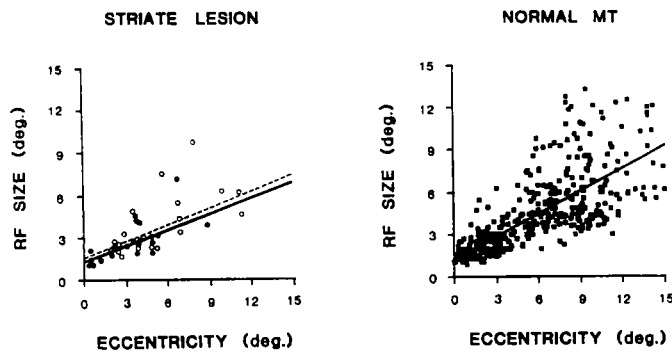 STRIATE LESION
RF SIZE (deg.)
15
12
9
6
3
0
0 3 6 9 12 15
ECCENTRICITY (deg.)
NORMAL MT
RF SIZE (deg.)
15
12
9
6
3
0
0 3 6 9 12 15
ECCENTRICITY (deg.)